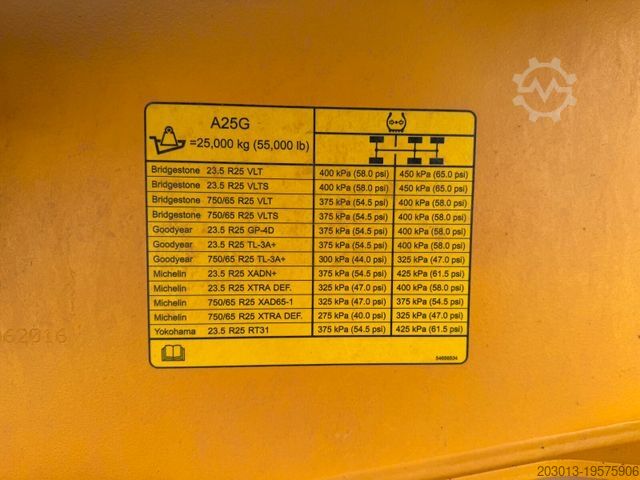 A25G
=25,000 kg (55,000 lb)
Bridgestone 23.5 R25 VLT 400 kPa (58.0 psi) 450 kPa (65.0 psi)
Bridgestone 23.5 R25 VLTS 400 kPa (58.0 psi) 450 kPa (65.0 psi)
Bridgestone 750/65 R25 VLT 375 kPa (54.5 psi) 400 kPa (58.0 psi)
Bridgestone 750/65 R25 VLTS 375 kPa (54.5 psi) 400 kPa (58.0 psi)
Goodyear 23.5 R25 GP-4D 375 kPa (54.5 psi) 400 kPa (58.0 psi)
Goodyear 23.5 R25 TL-3A+ 375 kPa (54.5 psi) 400 kPa (58.0 psi)
Goodyear 750/65 R25 TL-3A+ 300 kPa (44.0 psi) 325 kPa (47.0 psi)
Michelin 23.5 R25 XADN+ 375 kPa (54.5 psi) 425 kPa (61.5 psi)
Michelin 23.5 R25 XTRA DEF. 325 kPa (47.0 psi) 400 kPa (58.0 psi)
Michelin 750/65 R25 XAD65-1 325 kPa (47.0 psi) 375 kPa (54.5 psi)
Michelin 750/65 R25 XTRA DEF. 275 kPa (40.0 psi) 325 kPa (47.0 psi)
Yokohama 23.5 R25 RT31 375 kPa (54.5 psi) 425 kPa (61.5 psi)
203013-19575906